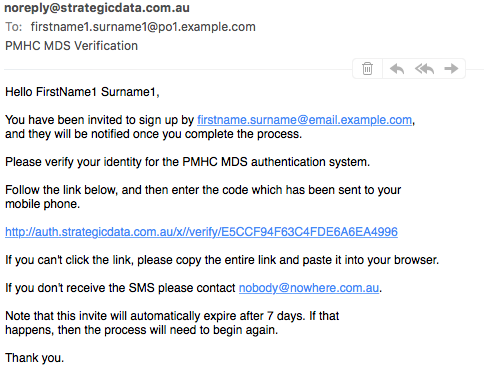 noreply@strategicdata.com.au
To: firstname1.surname1@po1.example.com
PMHC MDS Verification
Hello FirstName1 Surname1,
You have been invited to sign up by firstname.surname@email.example.com,
and they will be notified once you complete the process.
Please verify your identity for the PMHC MDS authentication system.
Follow the link below, and then enter the code which has been sent to your
mobile phone.
http://auth.strategicdata.com.au/x//verify/E5CCF94F63C4FDE6A6EA4996
If you can't click the link, please copy the entire link and paste it into your browser.
If you don't receive the SMS please contact nobody@nowhere.com.au.
Note that this invite will automatically expire after 7 days. If that
happens, then the process will need to begin again.
Thank you.